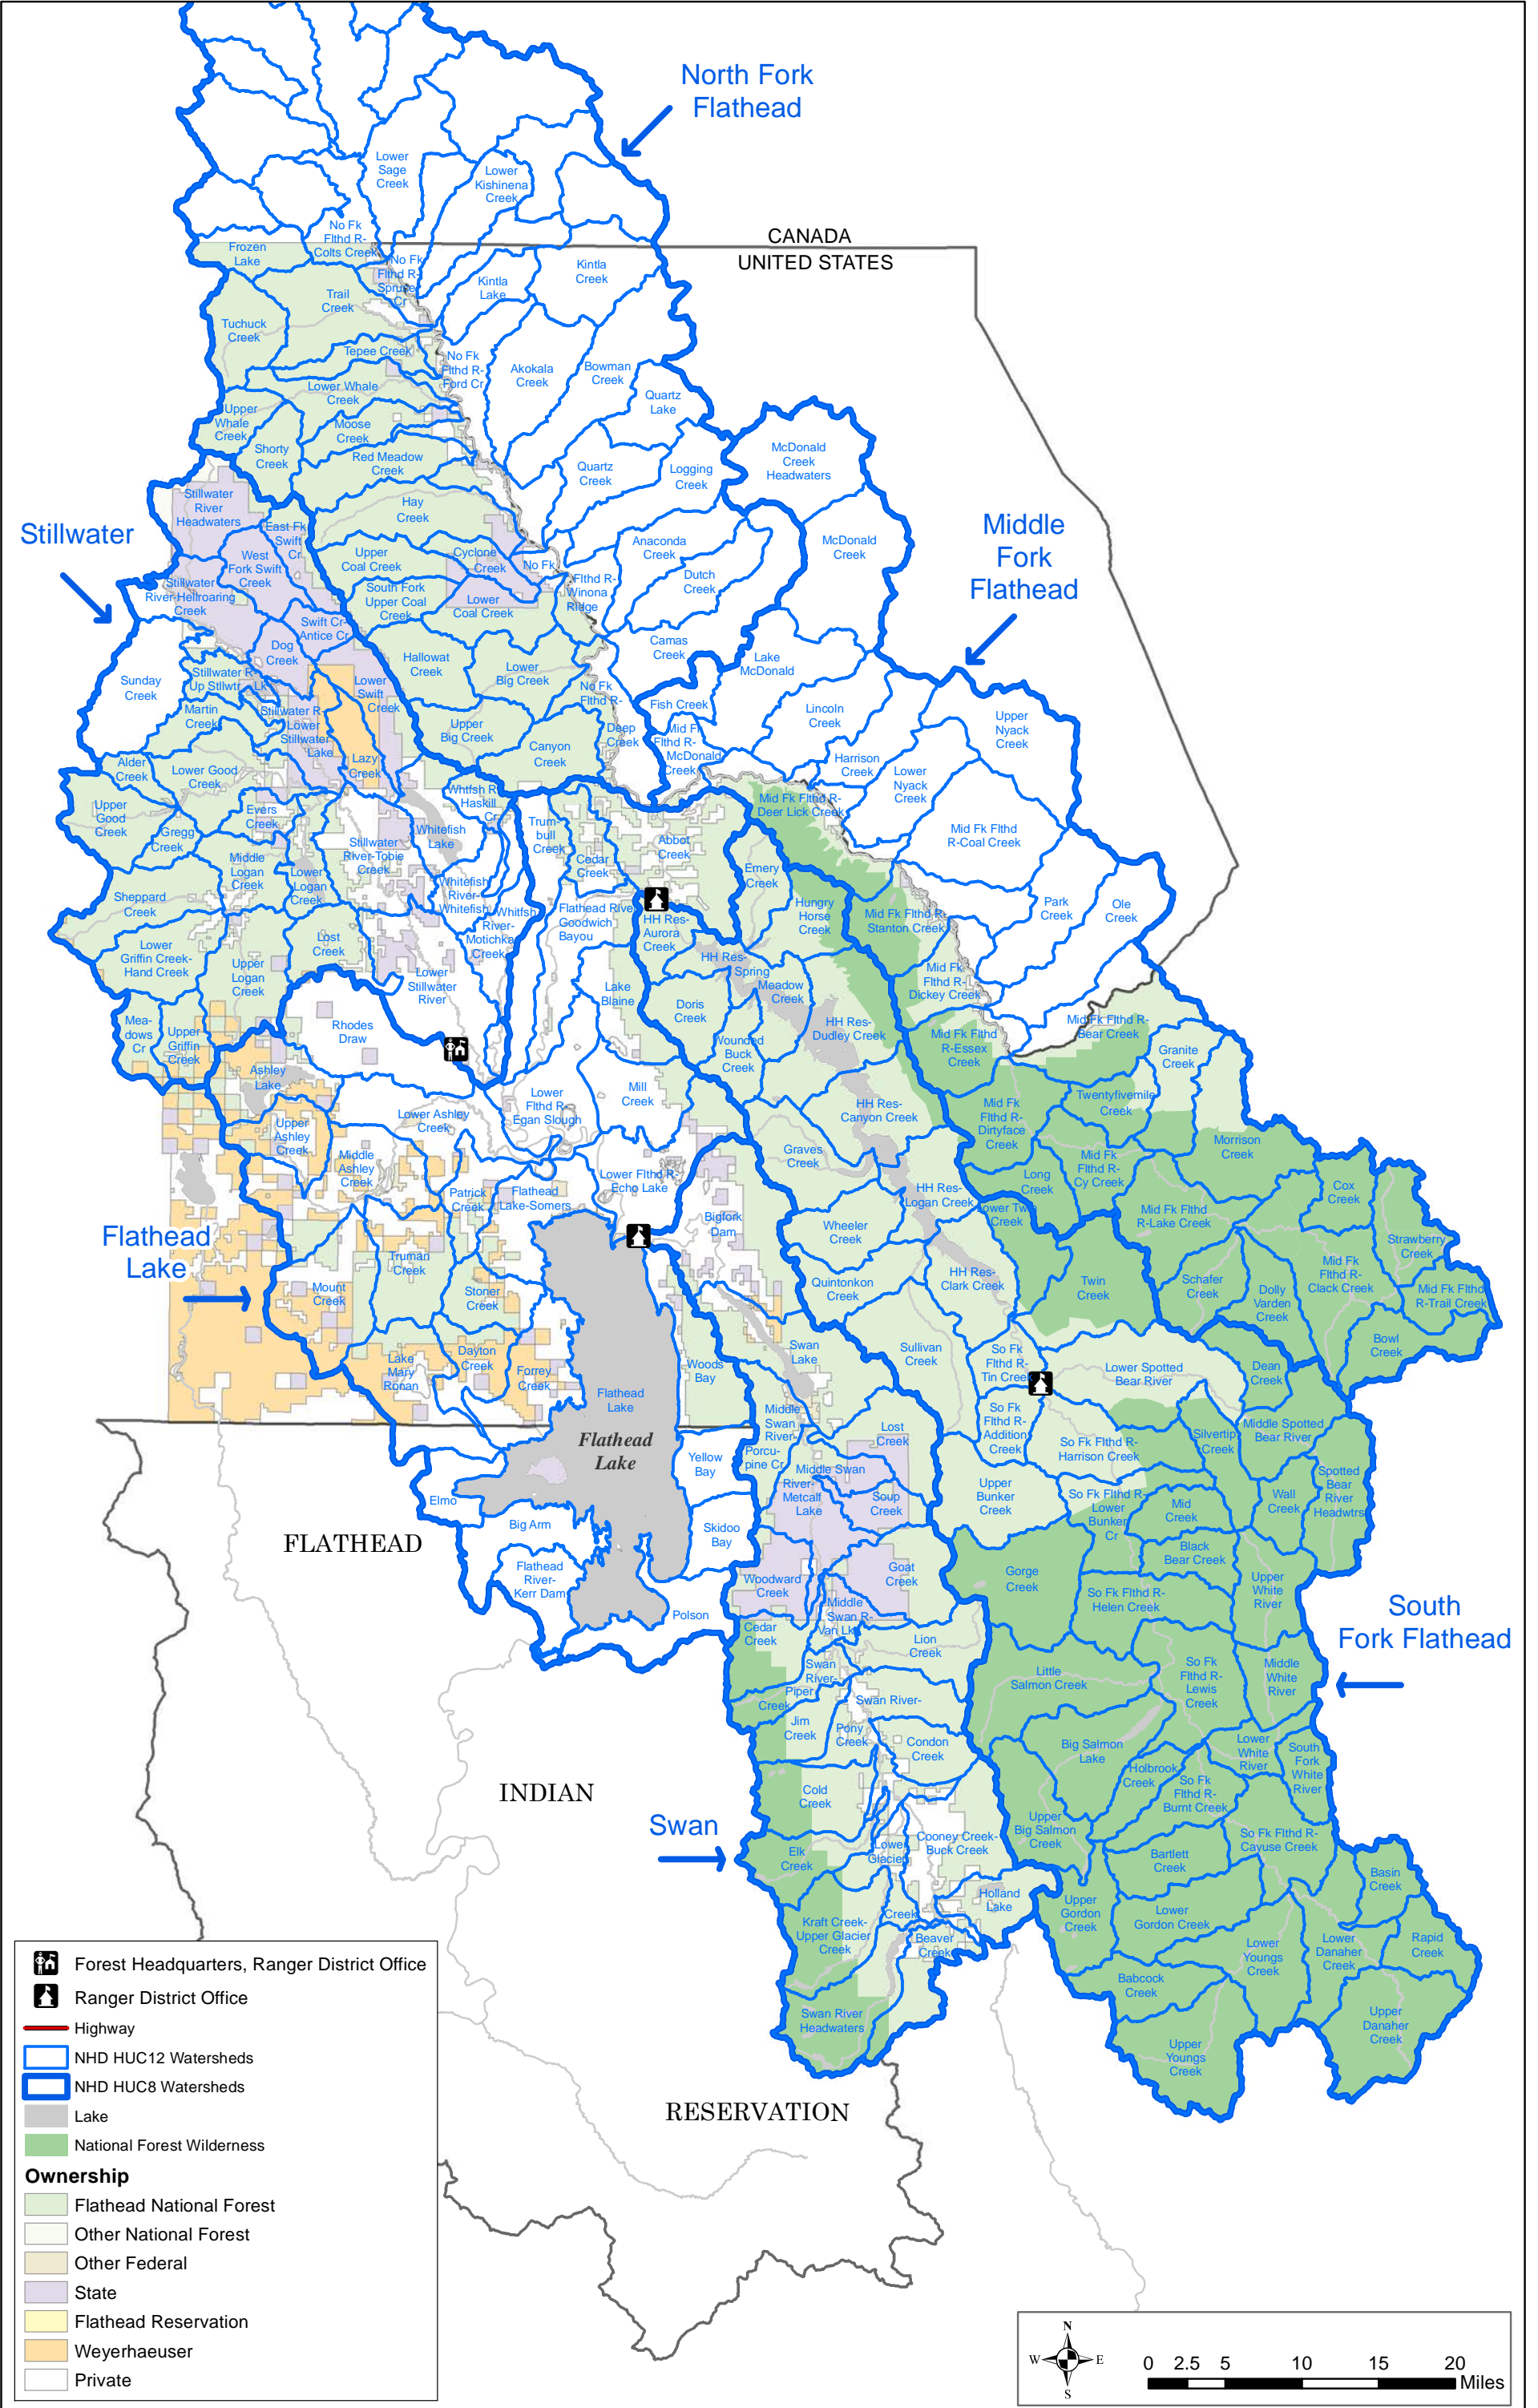 North Fork
Flathead
Lower
Sage
Creek
Lower
Kishinena
Creek
No Fk
Flthd R-
Colts Creek
CANADA
UNITED STATES
Frozen
Lake
No Fk
Flthd R-
Spruce
Cr
Kintla
Lake
Kintla
Creek
Trail
Creek
Tuchuck
Creek
Tepee Creek
No Fk
Flthd R-
Ford Cr
Akokala
Creek
Bowman
Creek
Quartz
Lake
Lower Whale
Creek
Upper
Whale
Creek
Moose
Creek
Shorty
Creek
Red Meadow
Creek
Quartz
Creek
Logging
Creek
McDonald
Creek
Headwaters
Stillwater
River
Headwaters
Hay
Creek
Stillwater
East Fk
Swift
Cr
West
Fork Swift
Creek
Upper
Coal Creek
Cyclone
Creek
No Fk
Flthd R-
Winona
Ridge
Anaconda
Creek
Dutch
Creek
McDonald
Creek
Middle
Fork
Flathead
Stillwater
River-Hellroaring
Creek
South Fork
Upper Coal
Creek
Lower
Coal Creek
Swift Cr-
Antice Cr
Dog
Creek
Camas
Creek
Lake
McDonald
Hallowat
Creek
Lower
Big Creek
Sunday
Creek
Stillwater R-
Up Stllwtr Lk
Lower
Swift
Creek
No Fk
Flthd R-
Deep
Creek
Fish Creek
Lincoln
Creek
Upper
Nyack
Creek
Martin
Creek
Stillwater R-
Lower
Stillwater
Lake
Upper
Big Creek
Canyon
Creek
Mid Fk
Flthd R-
McDonald
Creek
Harrison
Creek
Lower
Nyack
Creek
Alder
Creek
Lower Good
Creek
Lazy
Creek
Whtfsh R-
Haskill
Cr
Mid Fk Flthd R-
Deer Lick Creek
Upper
Good
Creek
Evers
Creek
Gregg
Creek
Whitefish
Lake
Trum-
bull
Creek
Abbot
Creek
Mid Fk Flthd
R-Coal Creek
Stillwater
River-Tobie
Creek
Middle
Logan
Creek
Lower
Logan
Creek
Cedar
Creek
Emery
Creek
Sheppard
Creek
Whitefish
River-
Whitefish
Whitfsh
River-
Motichka
Creek
Flathead River
Goodwich
Bayou
HH Res-
Aurora
Creek
Hungry
Horse
Creek
Mid Fk Flthd R-
Stanton Creek
Park
Creek
Ole
Creek
Lower
Griffin Creek-
Hand Creek
Upper
Logan
Creek
Lost
Creek
Lower
Stillwater
River
Lake
Blaine
HH Res-
Spring
Meadow
Creek
Mid Fk
Flthd R-
Dickey Creek
Doris
Creek
Mea-
dows
Cr
Upper
Griffin
Creek
Rhodes
Draw
Wounded
Buck
Creek
HH Res-
Dudley Creek
Mid Fk Flthd
R-Essex
Creek
Mid Fk Flthd R-
Bear Creek
Granite
Creek
Ashley
Lake
Lower
Flthd R-
Egan Slough
Mill
Creek
Lower Ashley
Creek
HH Res-
Canyon Creek
Mid Fk
Flthd R-
Dirtyface
Creek
Twentyfivemile
Creek
Upper
Ashley
Creek
Morrison
Creek
Middle
Ashley
Creek
Graves
Creek
Mid Fk
Flthd R-
Cy Creek
Long
Creek
Lower Flthd R-
Echo Lake
Patrick
Creek
Flathead
Lake-Somers
HH Res-
Logan Creek
Lower Twin
Creek
Cox
Creek
Flathead
Lake
Bigfork
Dam
Wheeler
Creek
Mid Fk Flthd
R-Lake Creek
Strawberry
Creek
Truman
Creek
Mount
Creek
Stoner
Creek
Quintonkon
Creek
HH Res-
Clark Creek
Twin
Creek
Schafer
Creek
Dolly
Varden
Creek
Mid Fk
Flthd R-
Clack Creek
Mid Fk Flthd
R-Trail Creek
Swan
Lake
Sullivan
Creek
So Fk
Flthd R-
Tin Creek
Lower Spotted
Bear River
Dean
Creek
Bowl
Creek
Lake
Mary
Ronan
Dayton
Creek
Forrey
Creek
Woods
Bay
Flathead
Lake
Flathead
Lake
Middle
Swan
River-
Porcu-
pine Cr
Lost
Creek
So Fk
Flthd R-
Addition
Creek
So Fk Flthd R-
Harrison Creek
Silvertip
Creek
Middle Spotted
Bear River
Yellow
Bay
Middle Swan
River-
Metcalf
Lake
Soup
Creek
Upper
Bunker
Creek
So Fk Flthd R-
Lower
Bunker
Cr
Mid
Creek
Wall
Creek
Spotted
Bear
River
Headwtrs
Elmo
Big Arm
Skidoo
Bay
FLATHEAD
Flathead
River-
Kerr Dam
Woodward
Creek
Goat
Creek
Gorge
Creek
Black
Bear Creek
So Fk Flthd R-
Helen Creek
Upper
White
River
South
Fork Flathead
Polson
Middle
Swan R-
Van Lk
Cedar
Creek
Lion
Creek
Swan
River-
Piper
Creek
Little
Salmon Creek
So Fk
Flthd R-
Lewis
Creek
Middle
White
River
Swan River-
Pony
Creek
Jim
Creek
Condon
Creek
Big Salmon
Lake
Lower
White
River
South
Fork
White
River
INDIAN
Cold
Creek
Holbrook
Creek
So Fk
Flthd R-
Burnt Creek
Swan
Upper
Big Salmon
Creek
Cooney Creek-
Buck Creek
So Fk Flthd R-
Cayuse Creek
Elk
Creek
Lower
Glacier
Creek
Bartlett
Creek
Basin
Creek
Holland
Lake
Upper
Gordon
Creek
Lower
Gordon Creek
Kraft Creek-
Upper Glacier
Creek
Beaver
Creek
Lower
Youngs
Creek
Lower
Danaher
Creek
Rapid
Creek
Babcock
Creek
Swan River
Headwaters
Upper
Danaher
Creek
Upper
Youngs
Creek
RESERVATION
Forest Headquarters, Ranger District Office
Ranger District Office
Highway
NHD HUC12 Watersheds
NHD HUC8 Watersheds
Lake
National Forest Wilderness
Ownership
Flathead National Forest
Other National Forest
Other Federal
State
Flathead Reservation
Weyerhaeuser
Private
N
W E
S
0 2.5 5 10 15 20
Miles